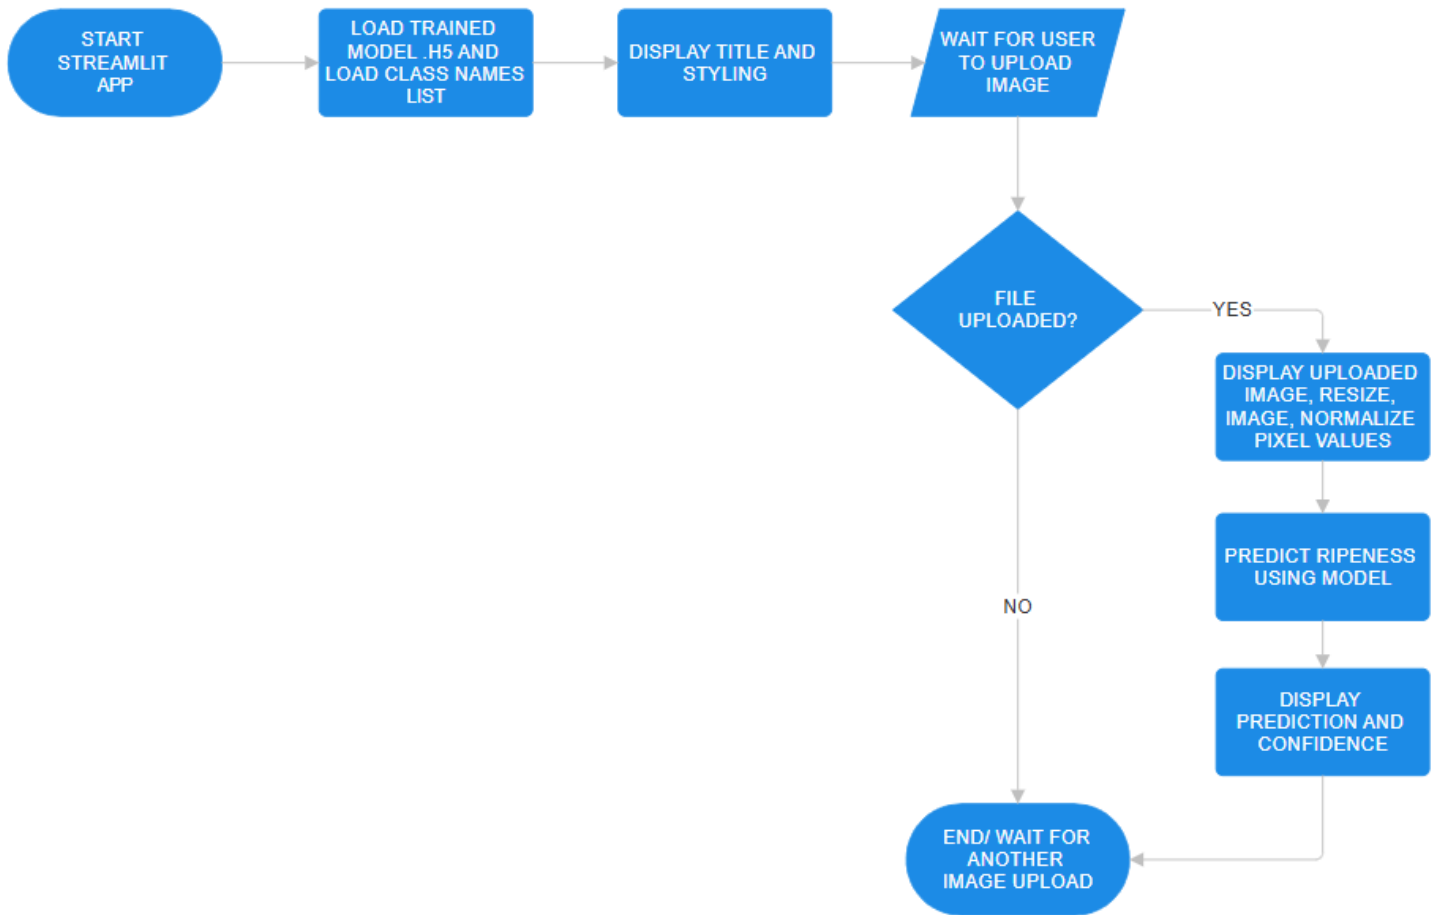 START
STREAMLIT
APP
LOAD TRAINED
MODEL .H5 AND
LOAD CLASS NAMES
LIST
DISPLAY TITLE AND
STYLING
WAIT FOR USER
TO UPLOAD
IMAGE
FILE
UPLOADED?
YES
DISPLAY UPLOADED
IMAGE, RESIZE,
IMAGE, NORMALIZE
PIXEL VALUES
PREDICT RIPENESS
USING MODEL
NO
DISPLAY
PREDICTION AND
CONFIDENCE
END/ WAIT FOR
ANOTHER
IMAGE UPLOAD